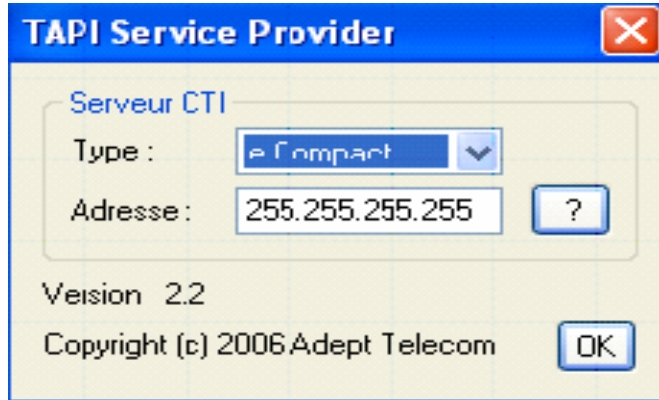 TAPI Service Provider
Serveur CTI
Type : e Compact
Adresse : 255.255.255.255 ?
Version 2.2
Copyright (c) 2006 Adept Telecom OK